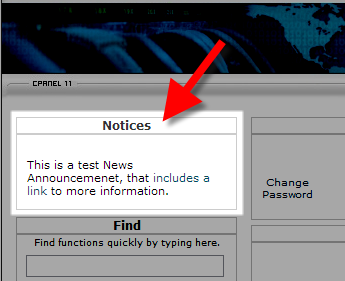 CPANEL 11
Notices
This is a test News
Announcemenet, that includes a
link to more information.
Change
Password
Find
Find functions quickly by typing here.